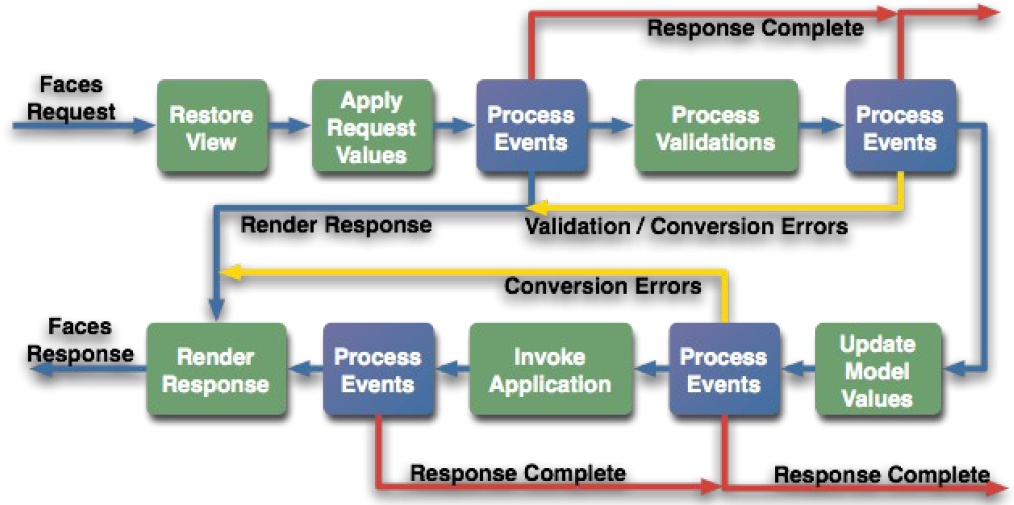 Response Complete
Faces
Request
Restore
View
Apply
Request
Values
Process
Events
Process
Validations
Process
Events
Render Response
Validation / Conversion Errors
Conversion Errors
Faces
Response
Render
Response
Process
Events
Invoke
Application
Process
Events
Update
Model
Values
Response Complete
Response Complete